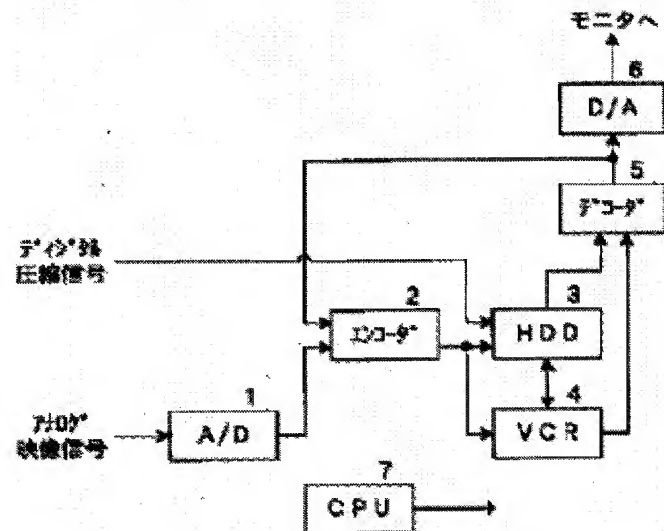 モニタへ
6
D/A
5
デコーダ
ディジタル
圧縮信号
2
エンコーダ
3
HDD
1
アナログ
映像信号
A/D
4
VCR
7
CPU